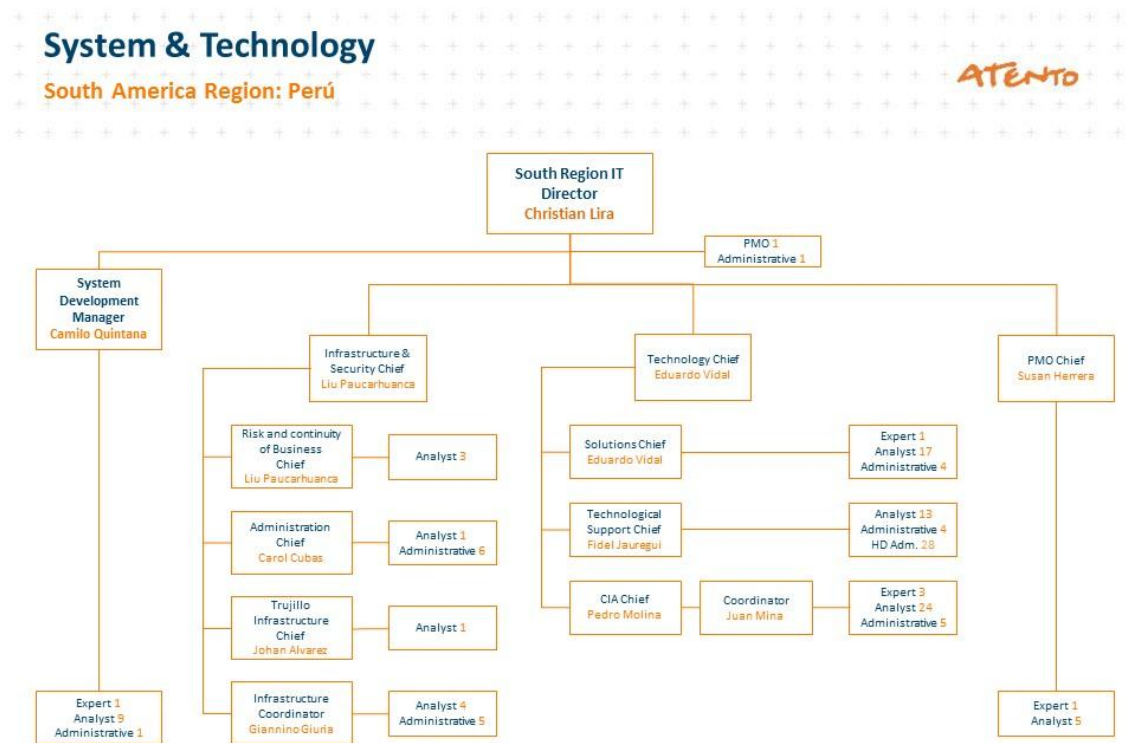 System & Technology
South America Region: Perú
ATENTO
South Region IT
Director
Christian Lira
PMO 1
Administrative 1
System
Development
Manager
Camilo Quintana
Infrastructure &
Security Chief
Liu Paucarhuanca
Technology Chief
Eduardo Vidal
PMO Chief
Susan Herrera
Risk and continuity
of Business
Chief
Liu Paucarhuanca
Analyst 3
Solutions Chief
Eduardo Vidal
Expert 1
Analyst 17
Administrative 4
Administration
Chief
Carol Cubas
Analyst 1
Administrative 6
Technological
Support Chief
Fidel Jauregui
Analyst 13
Administrative 4
HD Adm. 28
Trujillo
Infrastructure
Chief
Johan Alvarez
Analyst 1
CIA Chief
Pedro Molina
Coordinator
Juan Mina
Expert 3
Analyst 24
Administrative 5
Infrastructure
Coordinator
Giannino Giuria
Analyst 4
Administrative 5
Expert 1
Analyst 9
Administrative 1
Expert 1
Analyst 5